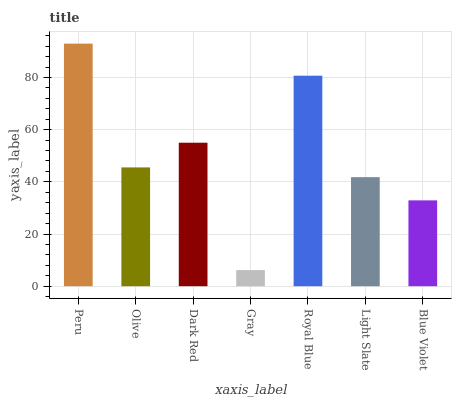 title
yaxis_label
80
60
40
20
0
Peru
Olive
Dark Red
Gray
Royal Blue
Light Slate
Blue Violet
xaxis_label